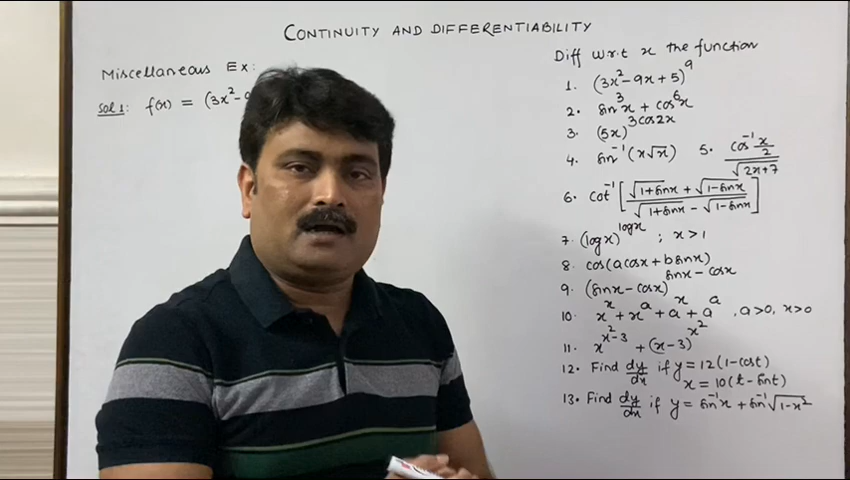 CONTINUITY AND DIFFERENTIABILITY
Miscellaneous Ex:
Sol 1: f(x) = (3x²-9
Diff w.r.t x the function
1. (3x²-9x+5)⁹
2. sin³x + cos⁶x
3. (5x)^3cos2x
4. sin⁻¹(x√x) 5. cos⁻¹ x/2 / √(2x+7)
6. cot⁻¹ [ (√(1+sinx) + √(1-sinx)) / (√(1+sinx) - √(1-sinx)) ]
7. (logx)^logx ; x>1
8. cos(acosx + bsinx)
9. (sinx-cosx)^(sinx-cosx)
10. x^x + x^a + a^x + a^a , a>0, x>0
11. x^(x²-3) + (x-3)^x²
12. Find dy/dx if y = 12(1-cost)
x = 10(t-sint)
13. Find dy/dx if y = sin⁻¹x + sin⁻¹√(1-x²)